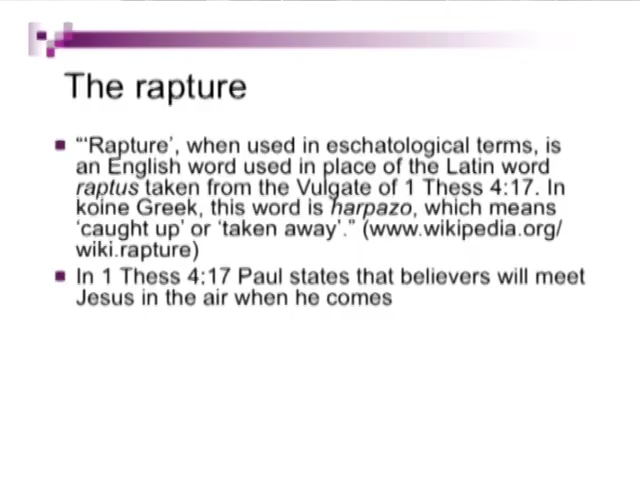 The rapture
“‘Rapture’, when used in eschatological terms, is
an English word used in place of the Latin word
raptus taken from the Vulgate of 1 Thess 4:17. In
koine Greek, this word is harpazo, which means
‘caught up’ or ‘taken away’.” (www.wikipedia.org/
wiki.rapture)
In 1 Thess 4:17 Paul states that believers will meet
Jesus in the air when he comes